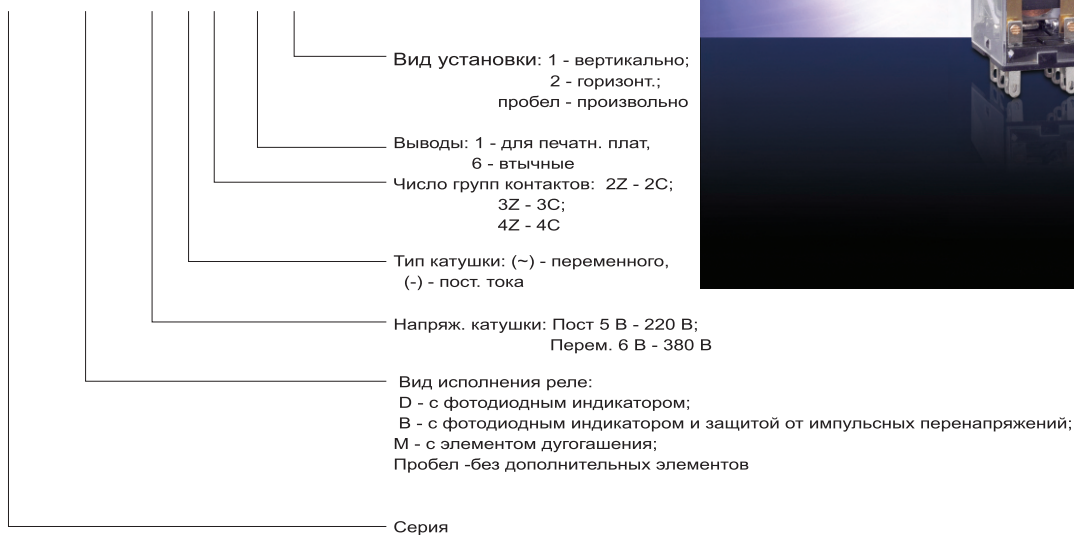 Вид установки: 1 - вертикально;
2 - горизонт.;
пробел - произвольно
Выводы: 1 - для печатн. плат,
6 - втычные
Число групп контактов: 2Z - 2C;
3Z - 3C;
4Z - 4C
Тип катушки: (~) - переменного,
(-) - пост. тока
Напряж. катушки: Пост 5 В - 220 В;
Перем. 6 В - 380 В
Вид исполнения реле:
D - с фотодиодным индикатором;
B - с фотодиодным индикатором и защитой от импульсных перенапряжений;
M - с элементом дугогашения;
Пробел -без дополнительных элементов
Серия